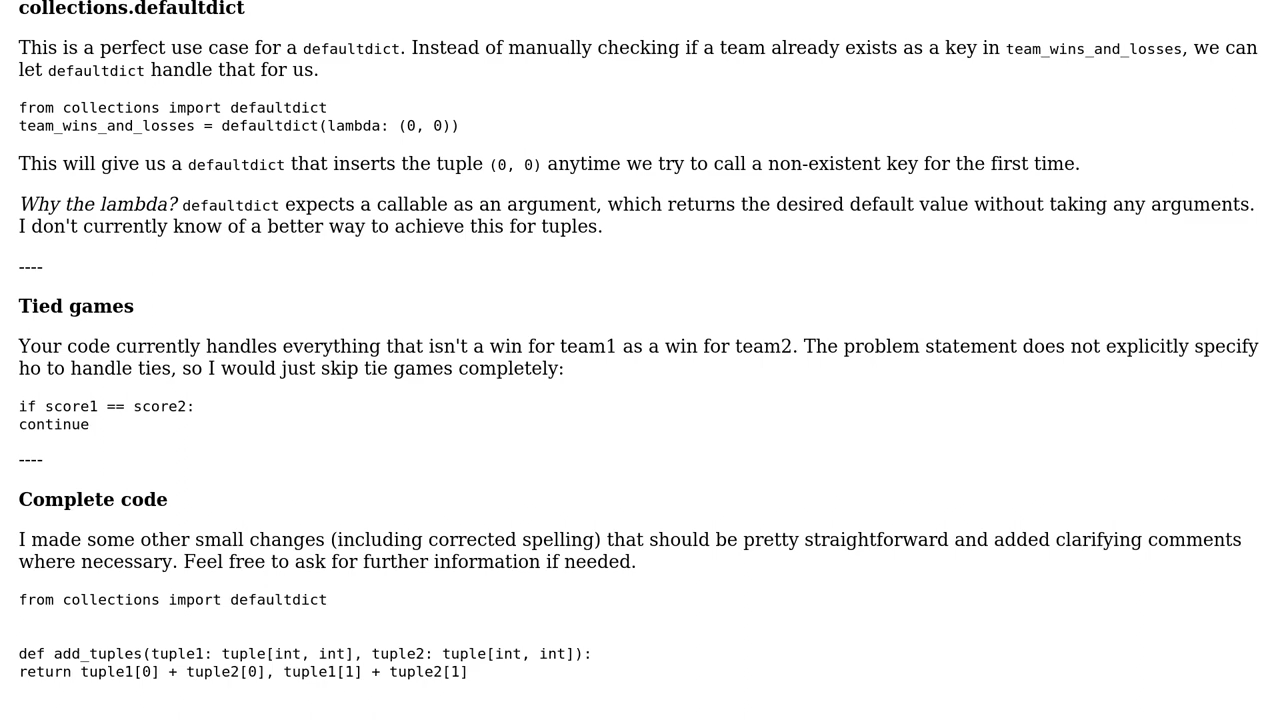 collections.defaultdict
This is a perfect use case for a defaultdict. Instead of manually checking if a team already exists as a key in team_wins_and_losses, we can
let defaultdict handle that for us.
from collections import defaultdict
team_wins_and_losses = defaultdict(lambda: (0, 0))
This will give us a defaultdict that inserts the tuple (0, 0) anytime we try to call a non-existent key for the first time.
Why the lambda? defaultdict expects a callable as an argument, which returns the desired default value without taking any arguments.
I don't currently know of a better way to achieve this for tuples.
----
Tied games
Your code currently handles everything that isn't a win for team1 as a win for team2. The problem statement does not explicitly specify
ho to handle ties, so I would just skip tie games completely:
if score1 == score2:
continue
----
Complete code
I made some other small changes (including corrected spelling) that should be pretty straightforward and added clarifying comments
where necessary. Feel free to ask for further information if needed.
from collections import defaultdict
def add_tuples(tuple1: tuple[int, int], tuple2: tuple[int, int]):
return tuple1[0] + tuple2[0], tuple1[1] + tuple2[1]